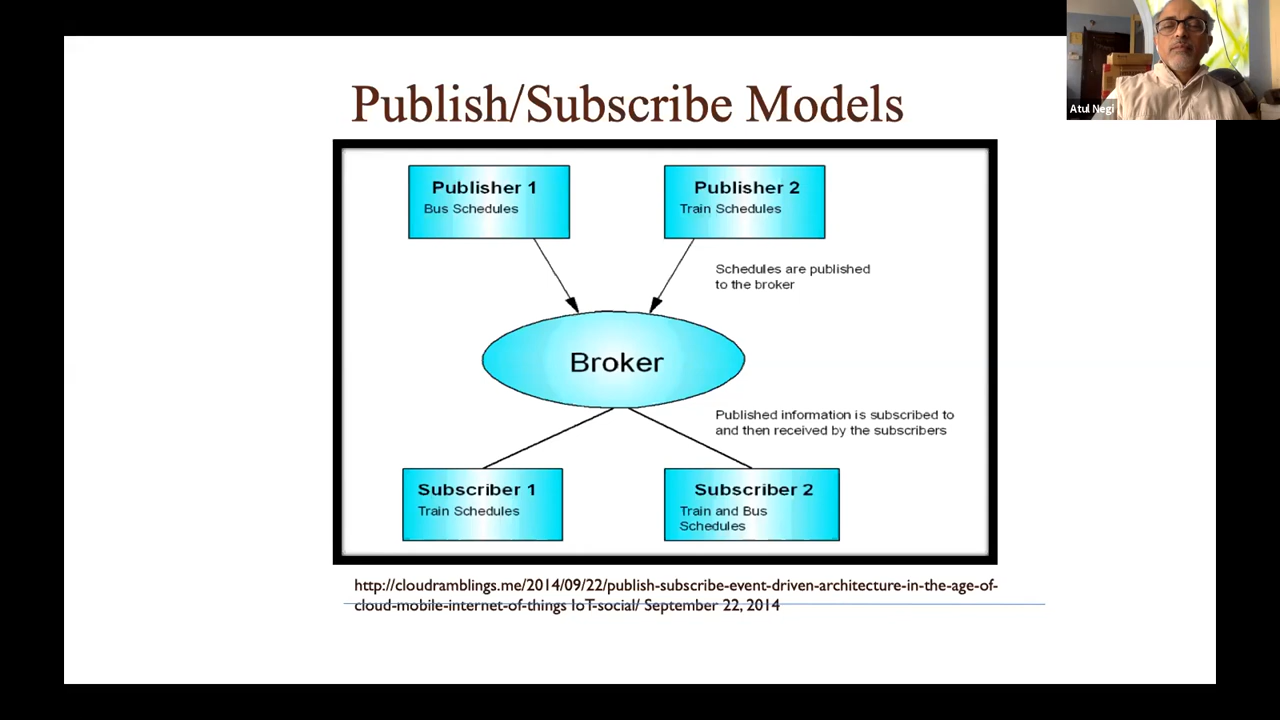 Publish/Subscribe Models
Atul Negi
Publisher 1
Bus Schedules
Publisher 2
Train Schedules
Schedules are published
to the broker
Broker
Published information is subscribed to
and then received by the subscribers
Subscriber 1
Train Schedules
Subscriber 2
Train and Bus
Schedules
http://cloudramblings.me/2014/09/22/publish-subscribe-event-driven-architecture-in-the-age-of-
cloud-mobile-internet-of-things IoT-social/ September 22, 2014